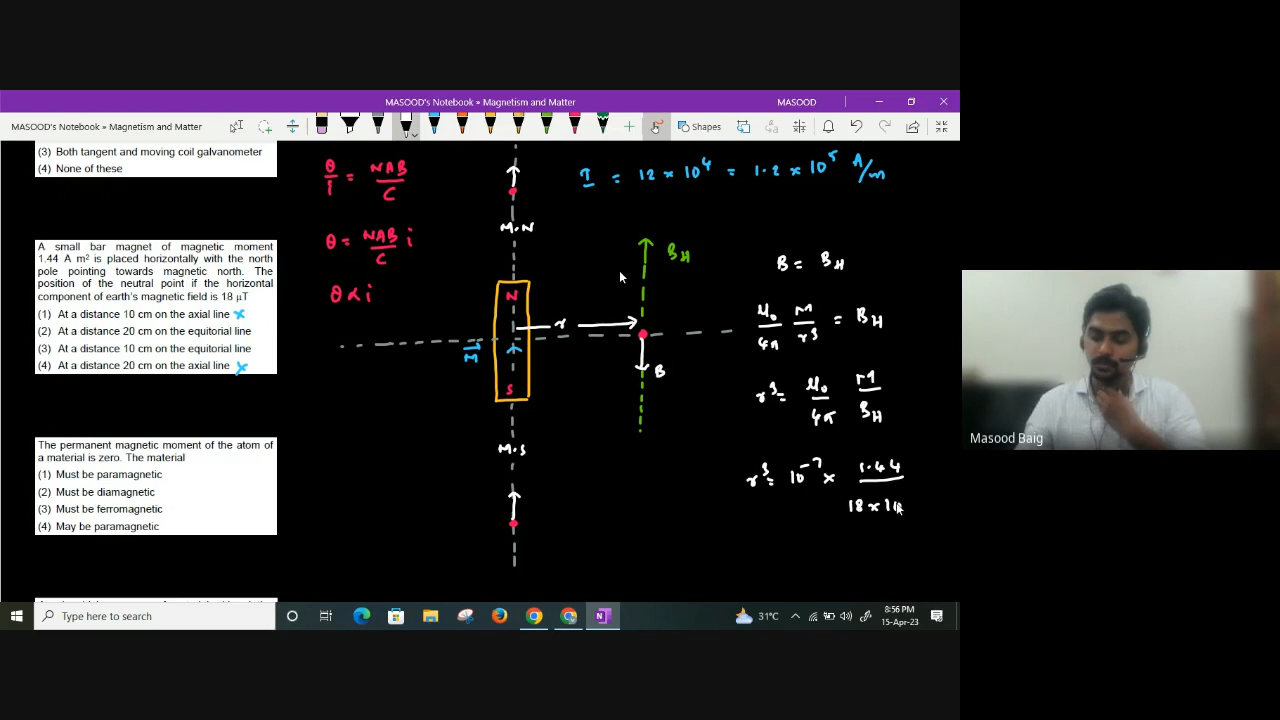 MASOOD's Notebook » Magnetism and Matter
MASOOD
MASOOD's Notebook » Magnetism and Matter
Shapes
(3) Both tangent and moving coil galvanometer
(4) None of these
A small bar magnet of magnetic moment
1.44 A m² is placed horizontally with the north
pole pointing towards magnetic north. The
position of the neutral point if the horizontal
component of earth's magnetic field is 18 μT
(1) At a distance 10 cm on the axial line ×
(2) At a distance 20 cm on the equitorial line
(3) At a distance 10 cm on the equitorial line
(4) At a distance 20 cm on the axial line ×
The permanent magnetic moment of the atom of
a material is zero. The material
(1) Must be paramagnetic
(2) Must be diamagnetic
(3) Must be ferromagnetic
(4) May be paramagnetic
θ/i = NAB/C
θ = NAB/C i
θ ∝ i
M·N
N
S
M
r
B
B_H
M·S
I = 12 × 10⁴ = 1.2 × 10⁵ A/m
B = B_H
μ₀/4π M/r³ = B_H
r³ = μ₀/4π M/B_H
r³ = 10⁻⁷ × 1.44
18 × 1
Masood Baig
Type here to search
31°C
8:56 PM
15-Apr-23